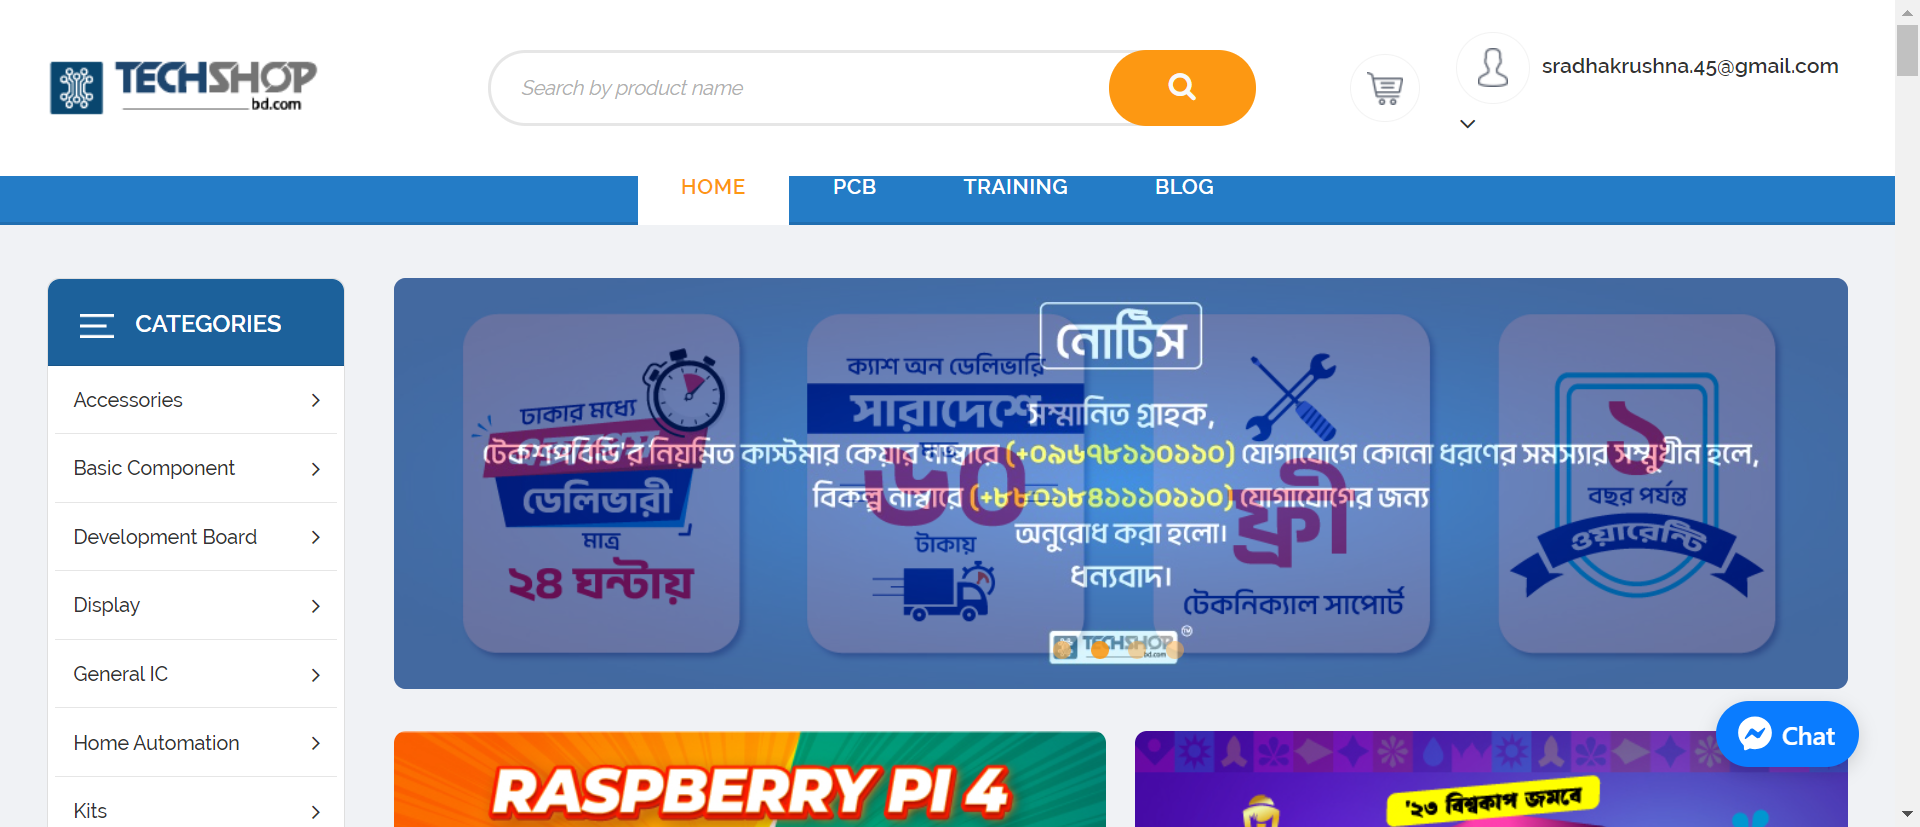 TECHSHOP
bd.com
Search by product name
sradhakrushna.45@gmail.com
HOME
PCB
TRAINING
BLOG
CATEGORIES
Accessories
Basic Component
Development Board
Display
General IC
Home Automation
Kits
নোটিস
সম্মানিত গ্রাহক,
টেকশপবিডি'র নিয়মিত কাস্টমার কেয়ার নাম্বারে (+০৯৬৭৮১১০১১০) যোগাযোগে কোনো ধরণের সমস্যার সম্মুখীন হলে,
বিকল্প নাম্বারে (+৮৮০১৮৪১১১০১১০) যোগাযোগের জন্য
অনুরোধ করা হলো।
ধন্যবাদ।
TECHSHOP
bd.com
TM
ঢাকার মধ্যে
ডেলিভারী
মাত্র
২৪ ঘন্টায়
ক্যাশ অন ডেলিভারি
সারাদেশে
মাত্র
৬০
টাকায়
ফ্রী
টেকনিক্যাল সাপোর্ট
১
বছর পর্যন্ত
ওয়ারেন্টি
RASPBERRY PI 4
'২৩ বিশ্বকাপ জমবে
Chat